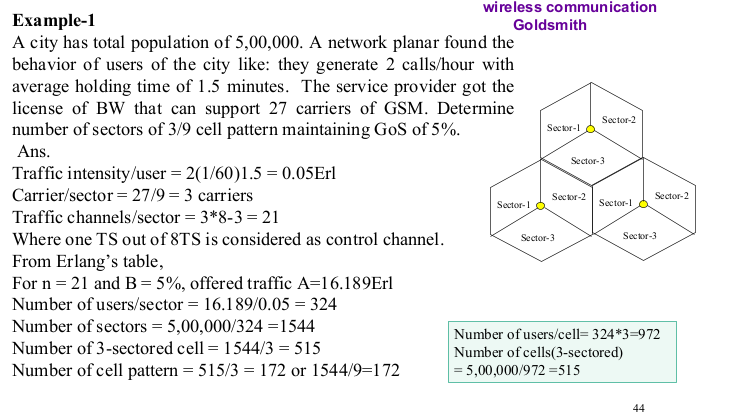 wireless communication
Goldsmith
Example-1
A city has total population of 5,00,000. A network planar found the
behavior of users of the city like: they generate 2 calls/hour with
average holding time of 1.5 minutes. The service provider got the
license of BW that can support 27 carriers of GSM. Determine
number of sectors of 3/9 cell pattern maintaining GoS of 5%.
Ans.
Traffic intensity/user = 2(1/60)1.5 = 0.05Erl
Carrier/sector = 27/9 = 3 carriers
Traffic channels/sector = 3*8-3 = 21
Where one TS out of 8TS is considered as control channel.
From Erlang's table,
For n = 21 and B = 5%, offered traffic A=16.189Erl
Number of users/sector = 16.189/0.05 = 324
Number of sectors = 5,00,000/324 =1544
Number of 3-sectored cell = 1544/3 = 515
Number of cell pattern = 515/3 = 172 or 1544/9=172
Sector-1
Sector-2
Sector-3
Sector-1
Sector-2
Sector-3
Sector-1
Sector-2
Sector-3
Number of users/cell= 324*3=972
Number of cells(3-sectored)
= 5,00,000/972 =515
44